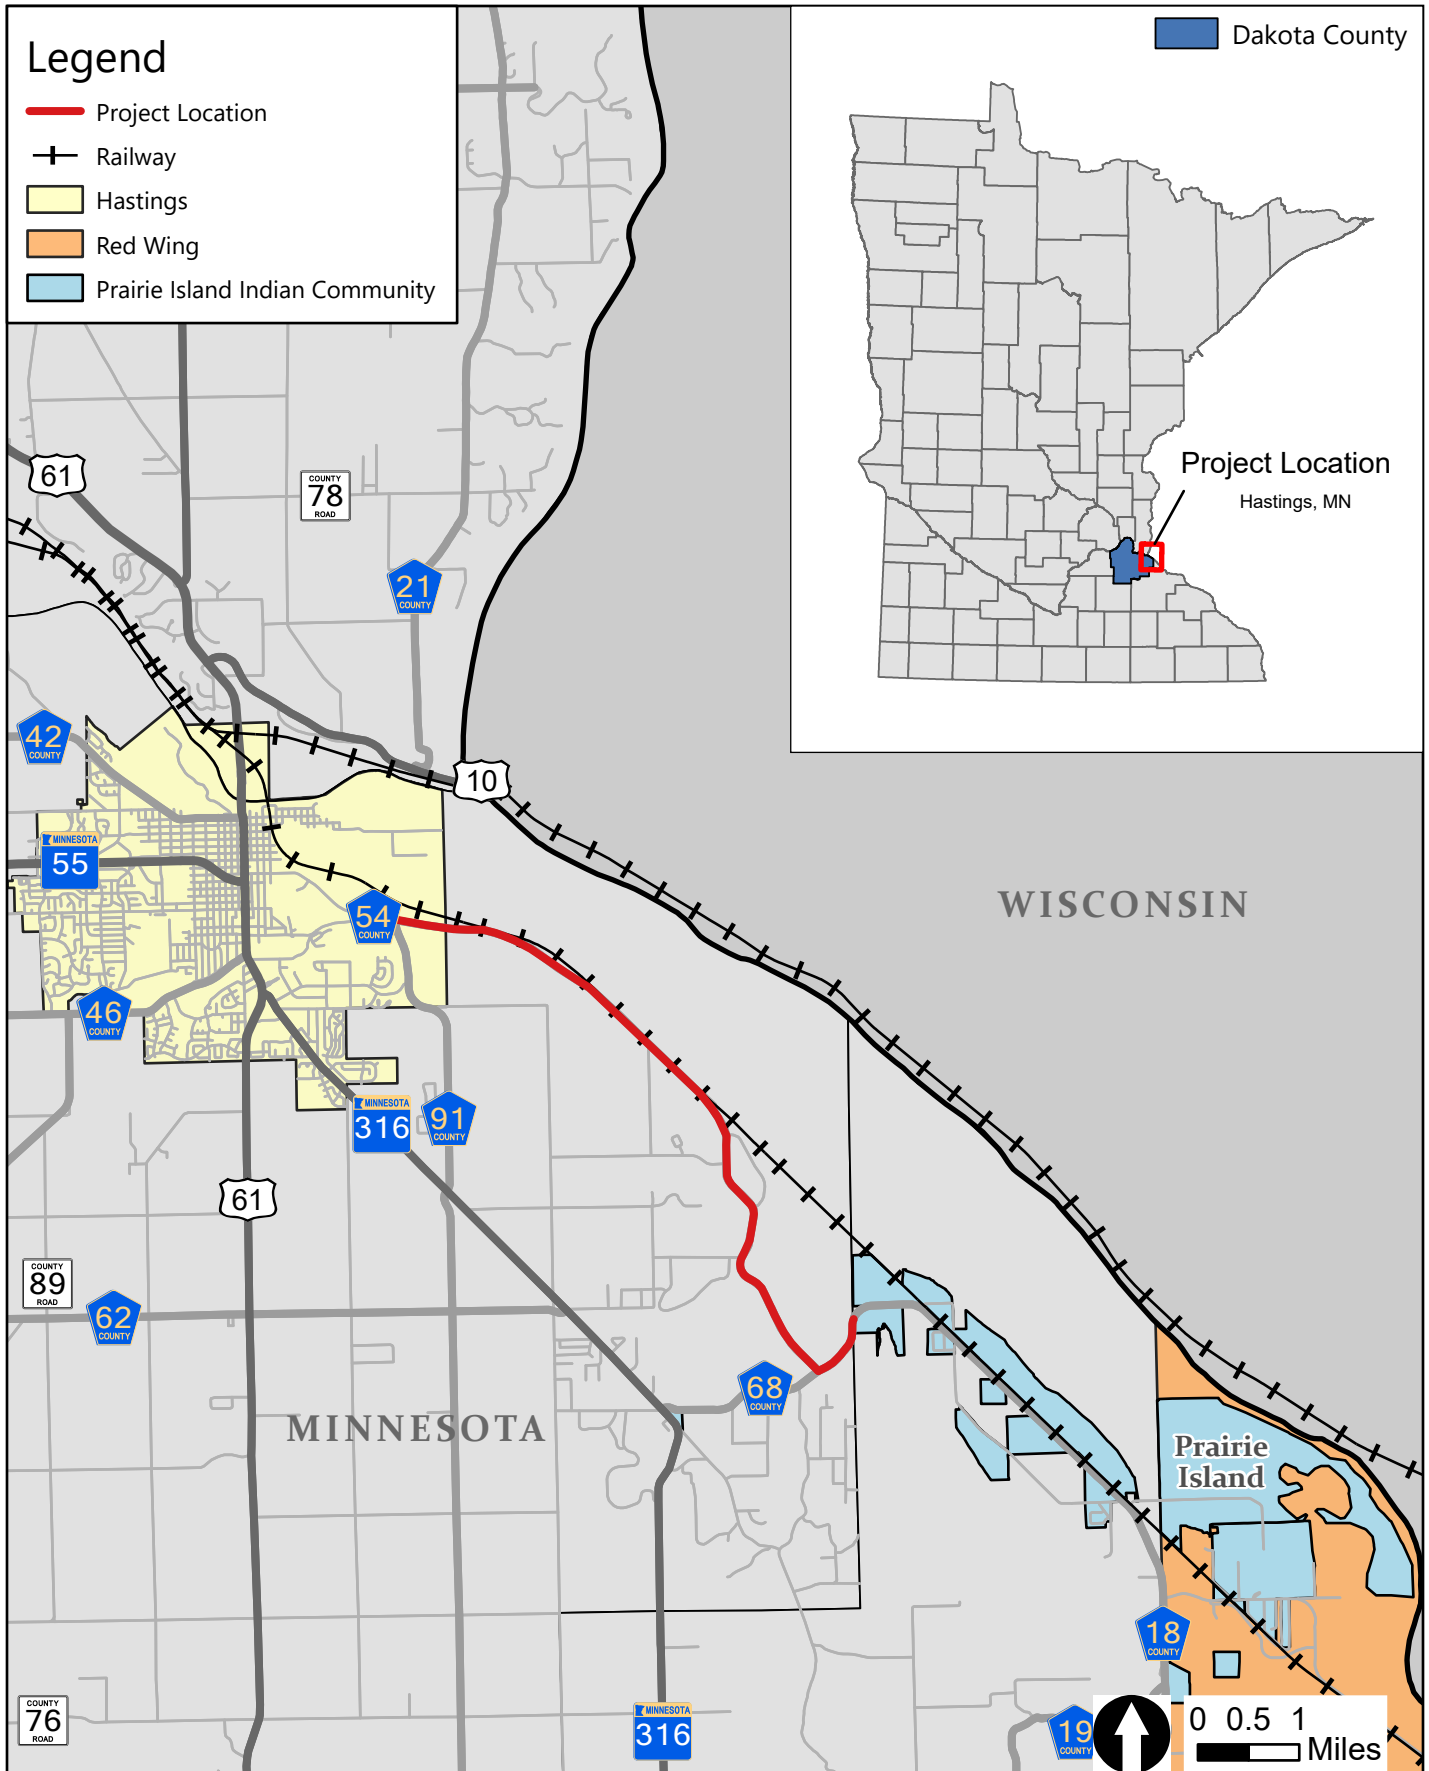 Legend
Project Location
Railway
Hastings
Red Wing
Prairie Island Indian Community
Dakota County
Project Location
Hastings, MN
61
COUNTY
78
ROAD
21
COUNTY
42
COUNTY
10
MINNESOTA
55
54
COUNTY
WISCONSIN
46
COUNTY
MINNESOTA
316
91
COUNTY
61
COUNTY
89
ROAD
62
COUNTY
68
COUNTY
MINNESOTA
Prairie
Island
18
COUNTY
COUNTY
76
ROAD
MINNESOTA
316
19
COUNTY
0 0.5 1
Miles